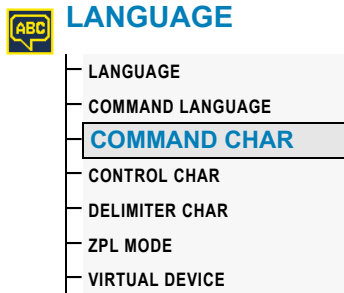 ABC
LANGUAGE
LANGUAGE
COMMAND LANGUAGE
COMMAND CHAR
CONTROL CHAR
DELIMITER CHAR
ZPL MODE
VIRTUAL DEVICE